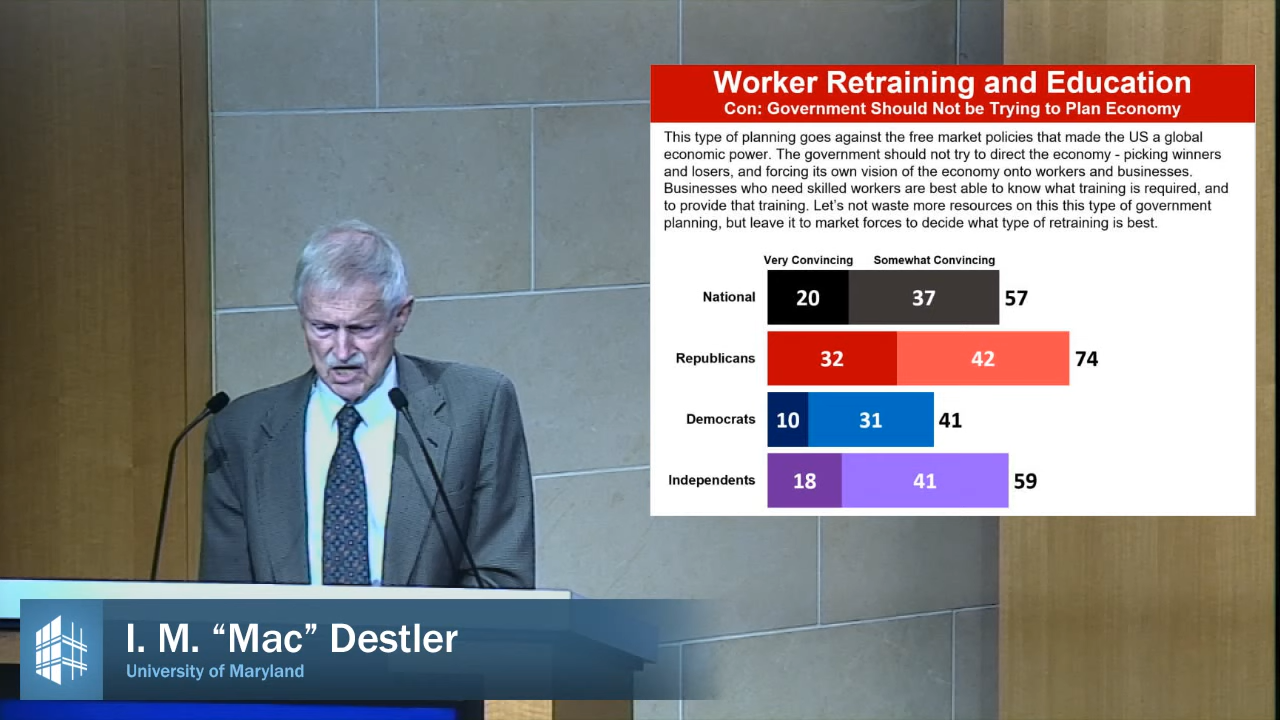 Worker Retraining and Education
Con: Government Should Not be Trying to Plan Economy
This type of planning goes against the free market policies that made the US a global
economic power. The government should not try to direct the economy - picking winners
and losers, and forcing its own vision of the economy onto workers and businesses.
Businesses who need skilled workers are best able to know what training is required, and
to provide that training. Let's not waste more resources on this this type of government
planning, but leave it to market forces to decide what type of retraining is best.
Very Convincing Somewhat Convincing
National 20 37 57
Republicans 32 42 74
Democrats 10 31 41
Independents 18 41 59
I. M. “Mac” Destler
University of Maryland